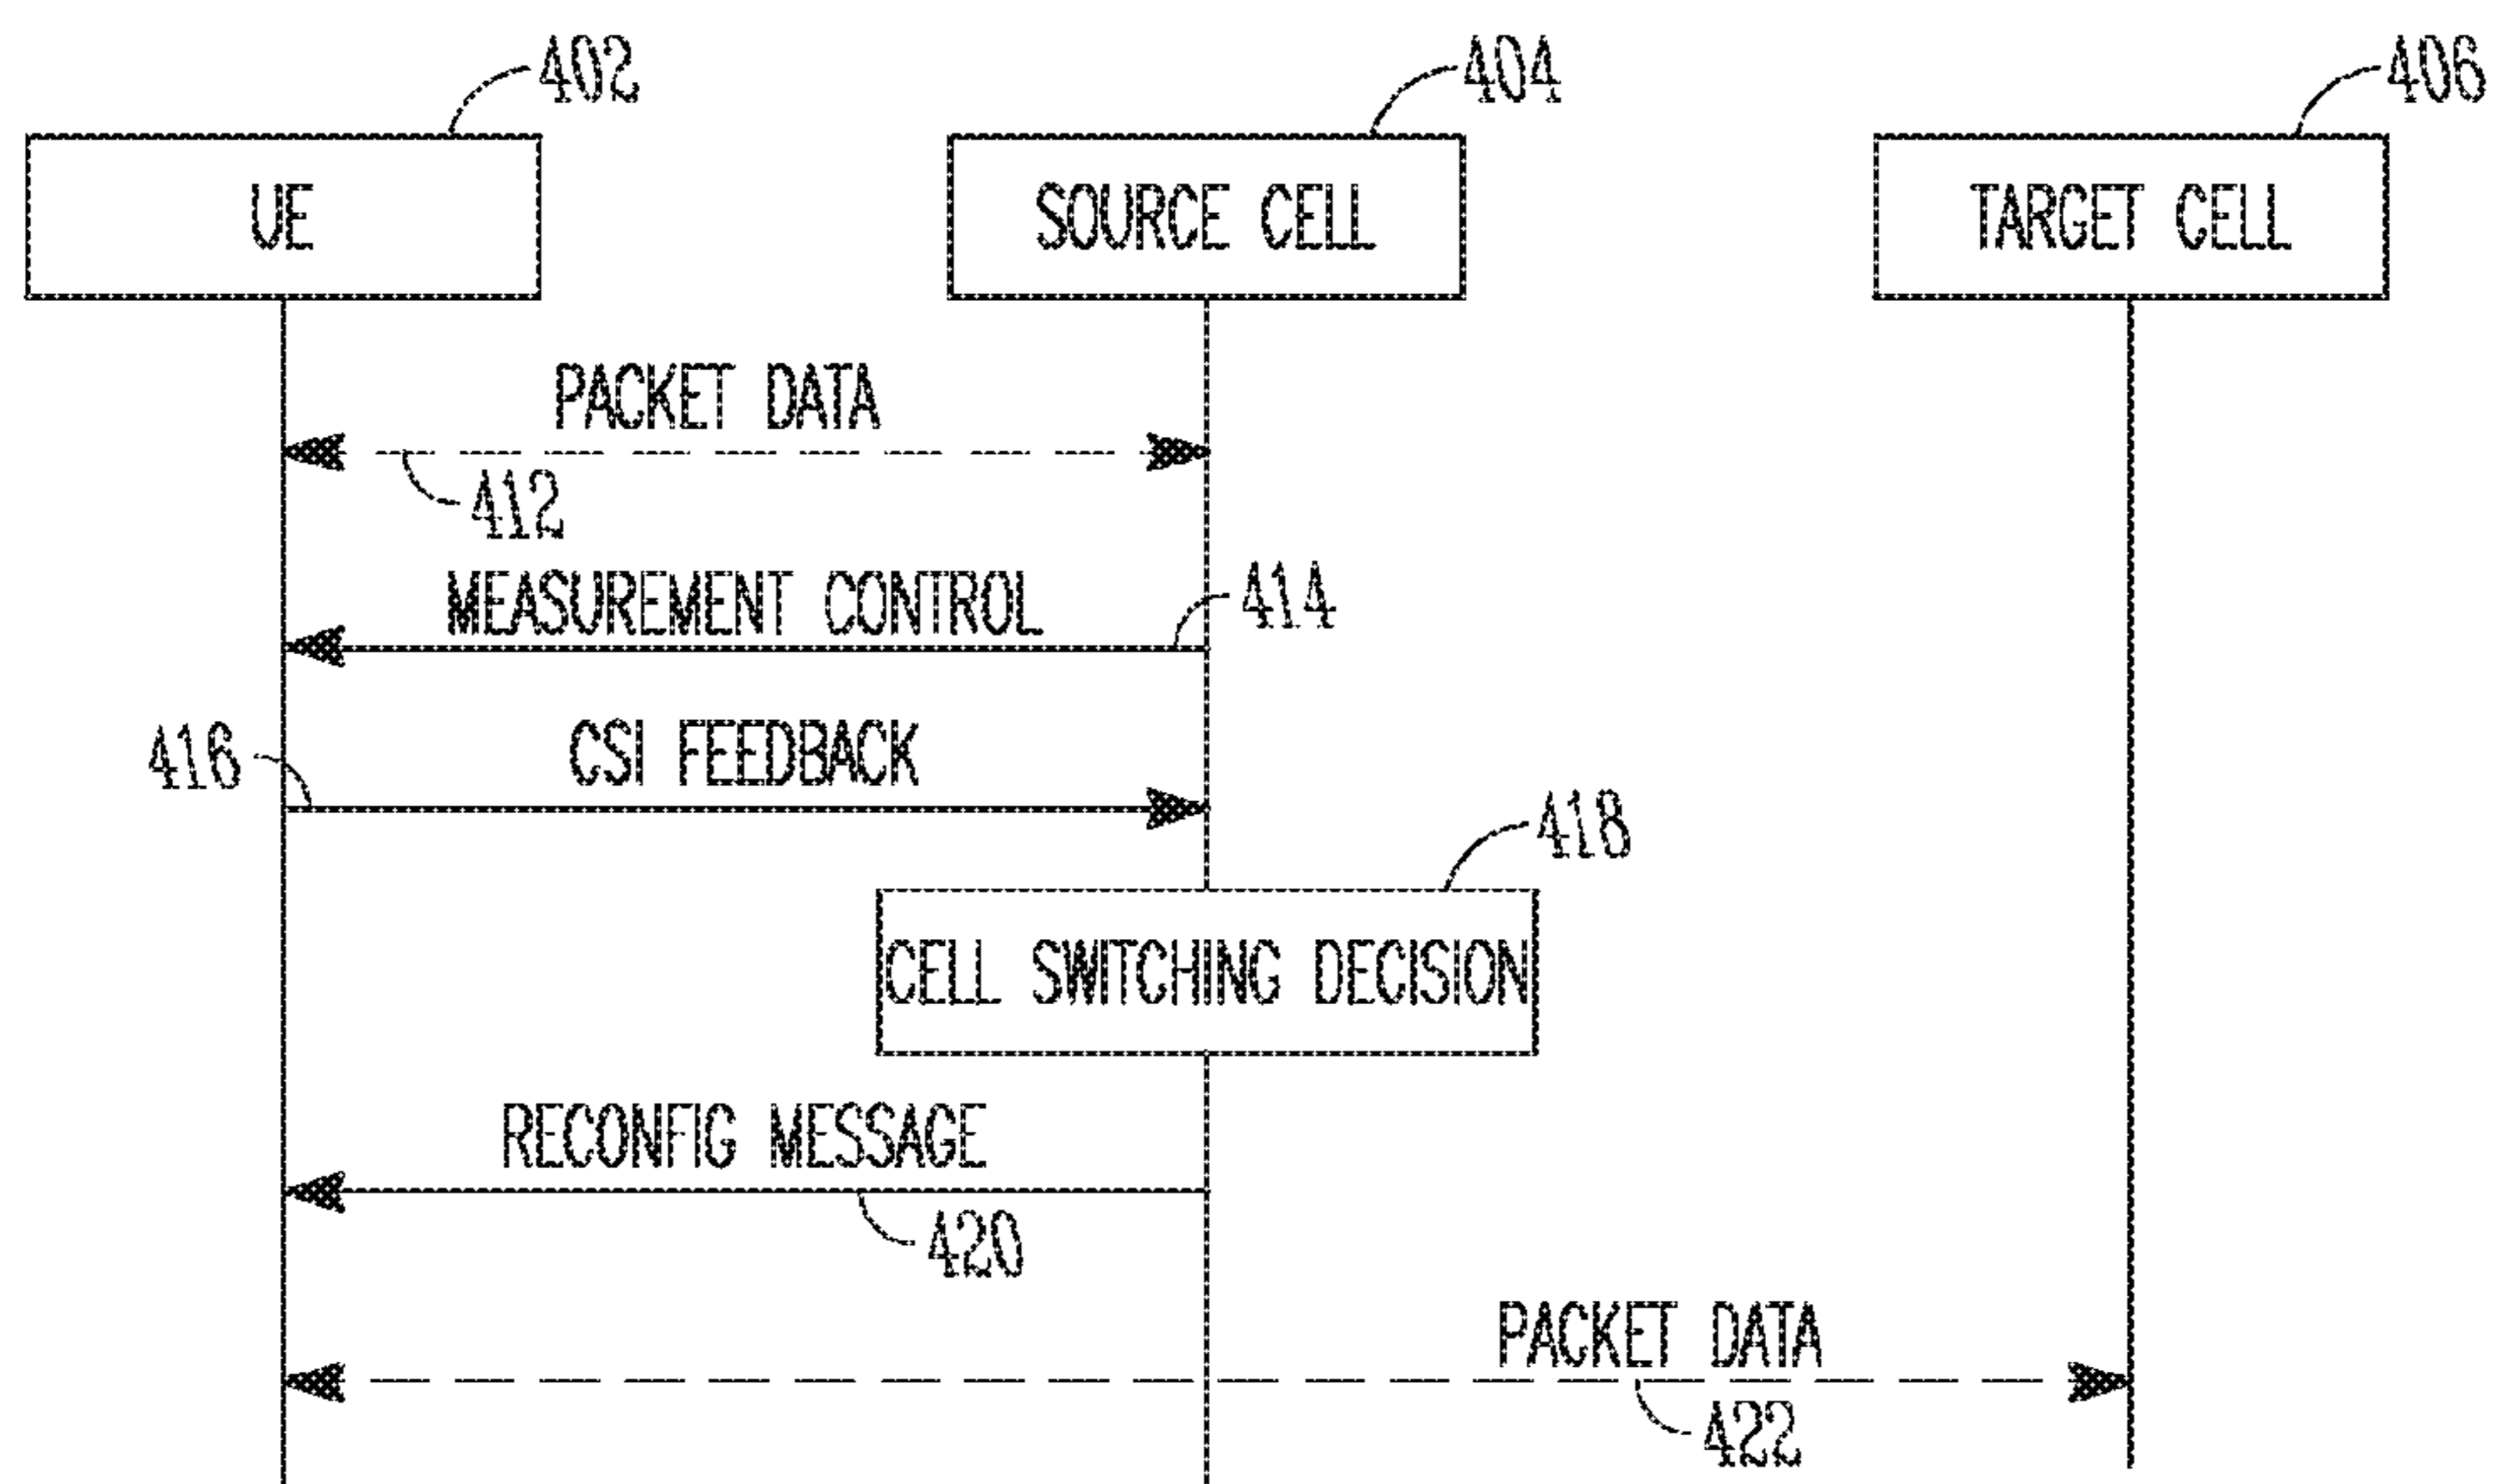 402
404
406
UE
SOURCE CELL
TARGET CELL
PACKET DATA
412
MEASUREMENT CONTROL
414
416
CSI FEEDBACK
418
CELL SWITCHING DECISION
RECONFIG MESSAGE
420
PACKET DATA
422